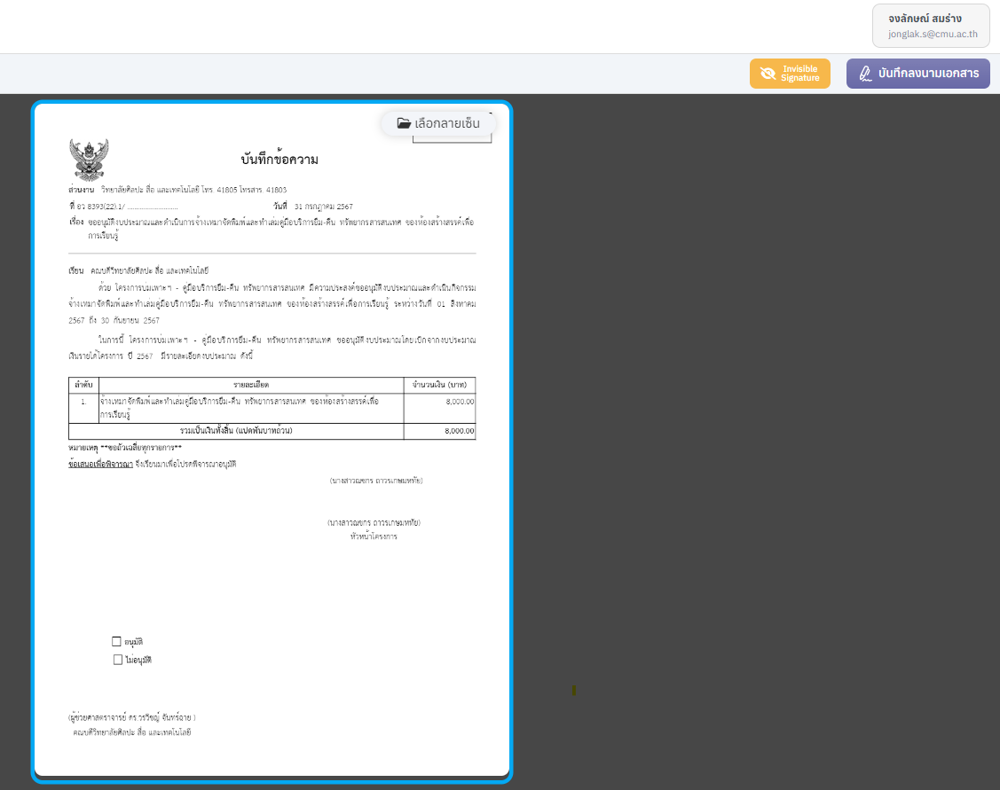 จงลักษณ์ สมร่าง
jonglak.s@cmu.ac.th
Invisible
Signature
บันทึกลงนามเอกสาร
เลือกลายเซ็น
บันทึกข้อความ
ส่วนงาน วิทยาลัยศิลปะ สื่อ และเทคโนโลยี โทร. 41805 โทรสาร. 41803
ที่ อว 8393(22).1/ ............................
วันที่ 31 กรกฎาคม 2567
เรื่อง ขออนุมัติงบประมาณและดำเนินการจ้างเหมาจัดพิมพ์และทำเล่มคู่มือบริการยืม-คืน ทรัพยากรสารสนเทศ ของห้องสร้างสรรค์เพื่อ
การเรียนรู้
เรียน คณบดีวิทยาลัยศิลปะ สื่อ และเทคโนโลยี
ด้วย โครงการบ่มเพาะฯ - คู่มือบริการยืม-คืน ทรัพยากรสารสนเทศ มีความประสงค์ขออนุมัติงบประมาณและดำเนินกิจกรรม
จ้างเหมาจัดพิมพ์และทำเล่มคู่มือบริการยืม-คืน ทรัพยากรสารสนเทศ ของห้องสร้างสรรค์เพื่อการเรียนรู้ ระหว่างวันที่ 01 สิงหาคม
2567 ถึง 30 กันยายน 2567
ในการนี้ โครงการบ่มเพาะฯ - คู่มือบริการยืม-คืน ทรัพยากรสารสนเทศ ขออนุมัติงบประมาณโดยเบิกจากงบประมาณ
เงินรายได้โครงการ ปี 2567 มีรายละเอียดงบประมาณ ดังนี้
ลำดับ รายละเอียด จำนวนเงิน (บาท)
1. จ้างเหมาจัดพิมพ์และทำเล่มคู่มือบริการยืม-คืน ทรัพยากรสารสนเทศ ของห้องสร้างสรรค์เพื่อ 8,000.00
การเรียนรู้
รวมเป็นเงินทั้งสิ้น (แปดพันบาทถ้วน) 8,000.00
หมายเหตุ **ขอถัวเฉลี่ยทุกรายการ**
ข้อเสนอเพื่อพิจารณา จึงเรียนมาเพื่อโปรดพิจารณาอนุมัติ
(นางสาวณชกร ถาวรเกษมหทัย)
(นางสาวณชกร ถาวรเกษมหทัย)
หัวหน้าโครงการ
อนุมัติ
ไม่อนุมัติ
(ผู้ช่วยศาสตราจารย์ ดร.วรวิชญ์ จันทร์ฉาย )
คณบดีวิทยาลัยศิลปะ สื่อ และเทคโนโลยี